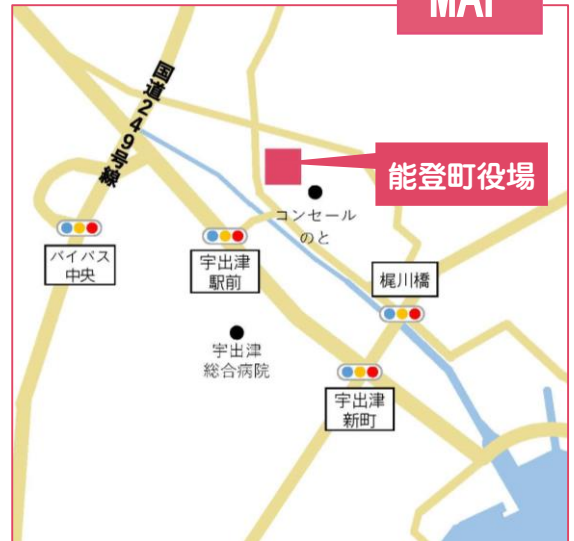 MAP
国道249号線
能登町役場
コンセール
のと
バイパス
中央
宇出津
駅前
梶川橋
宇出津
総合病院
宇出津
新町